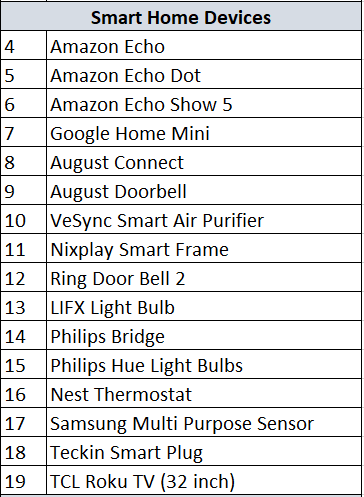 Smart Home Devices
4 Amazon Echo
5 Amazon Echo Dot
6 Amazon Echo Show 5
7 Google Home Mini
8 August Connect
9 August Doorbell
10 VeSync Smart Air Purifier
11 Nixplay Smart Frame
12 Ring Door Bell 2
13 LIFX Light Bulb
14 Philips Bridge
15 Philips Hue Light Bulbs
16 Nest Thermostat
17 Samsung Multi Purpose Sensor
18 Teckin Smart Plug
19 TCL Roku TV (32 inch)